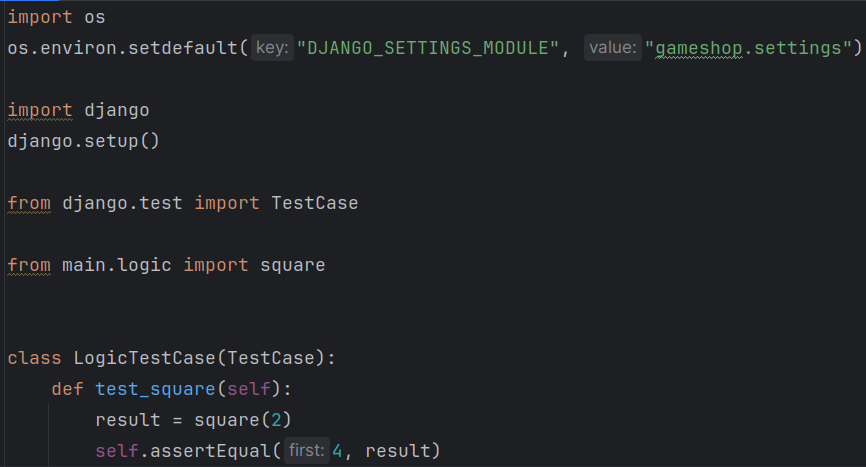 import os
os.environ.setdefault(key: "DJANGO_SETTINGS_MODULE", value: "gameshop.settings")
import django
django.setup()
from django.test import TestCase
from main.logic import square
class LogicTestCase(TestCase):
def test_square(self):
result = square(2)
self.assertEqual(first: 4, result)